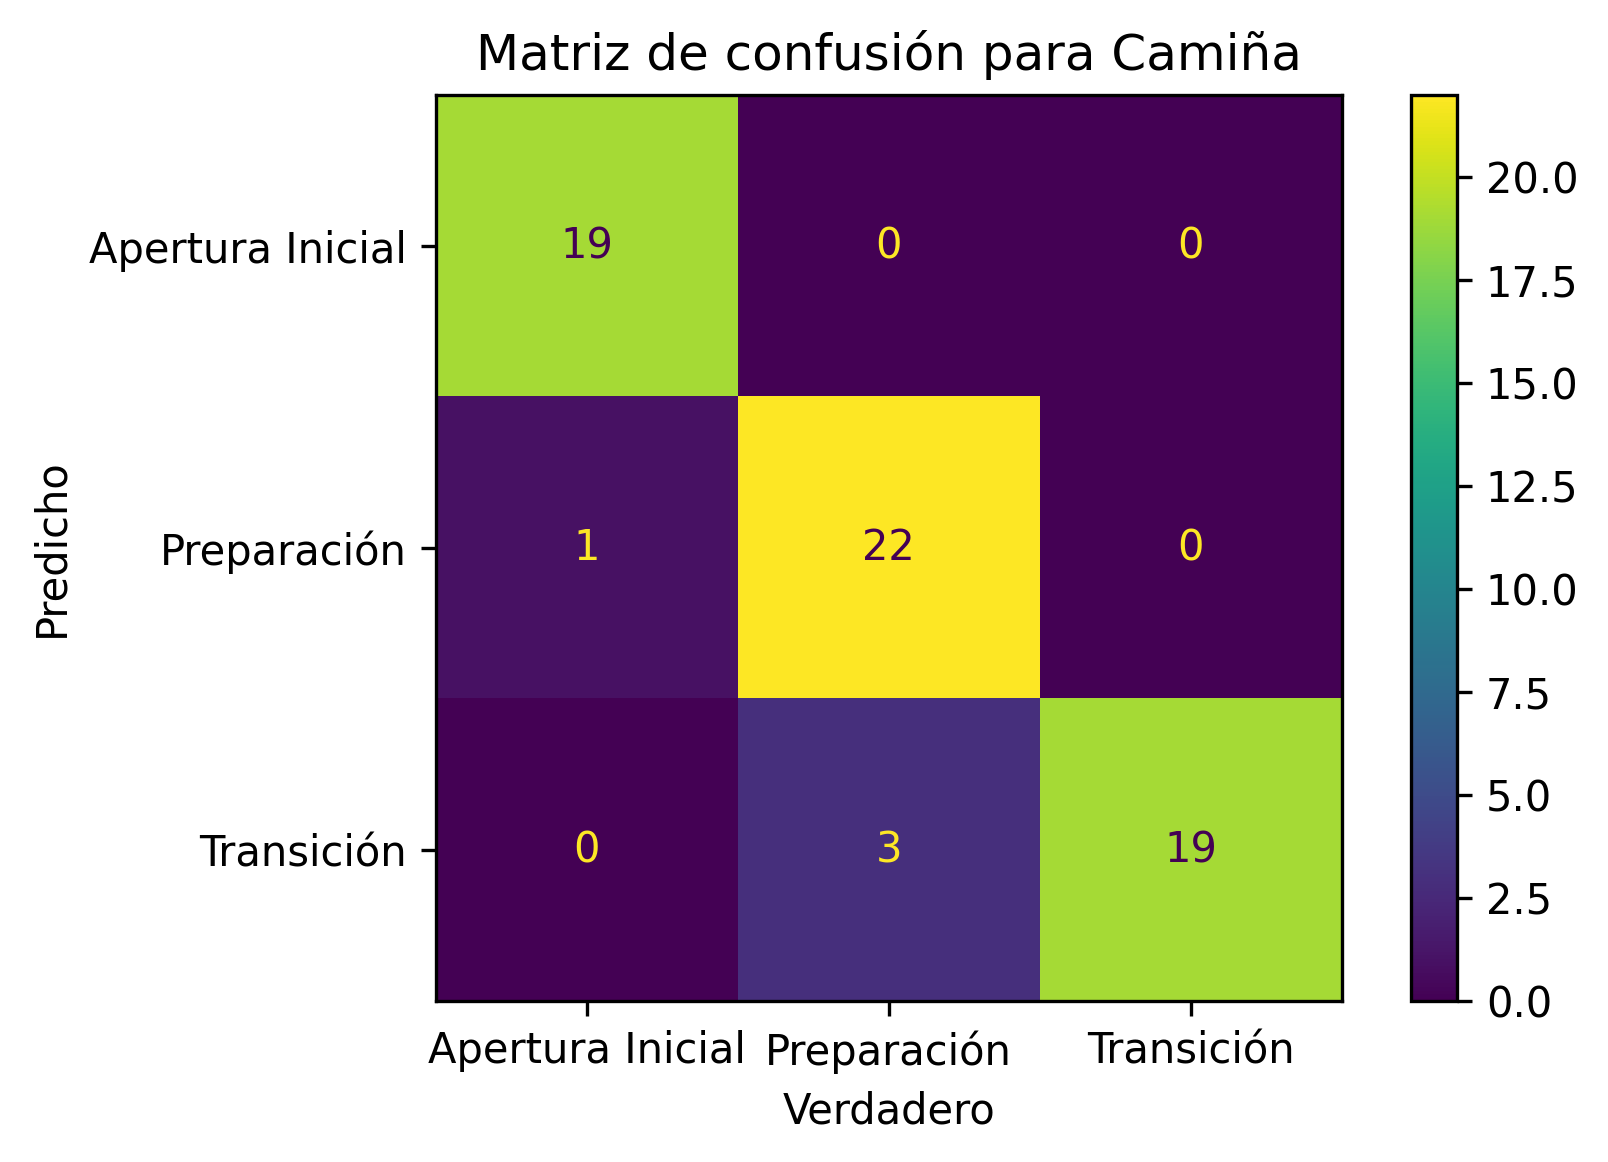 Matriz de confusión para Camiña
Predicho
Apertura Inicial
19 0 0
Preparación
1 22 0
Transición
0 3 19
Apertura Inicial Preparación Transición
Verdadero
20.0
17.5
15.0
12.5
10.0
7.5
5.0
2.5
0.0